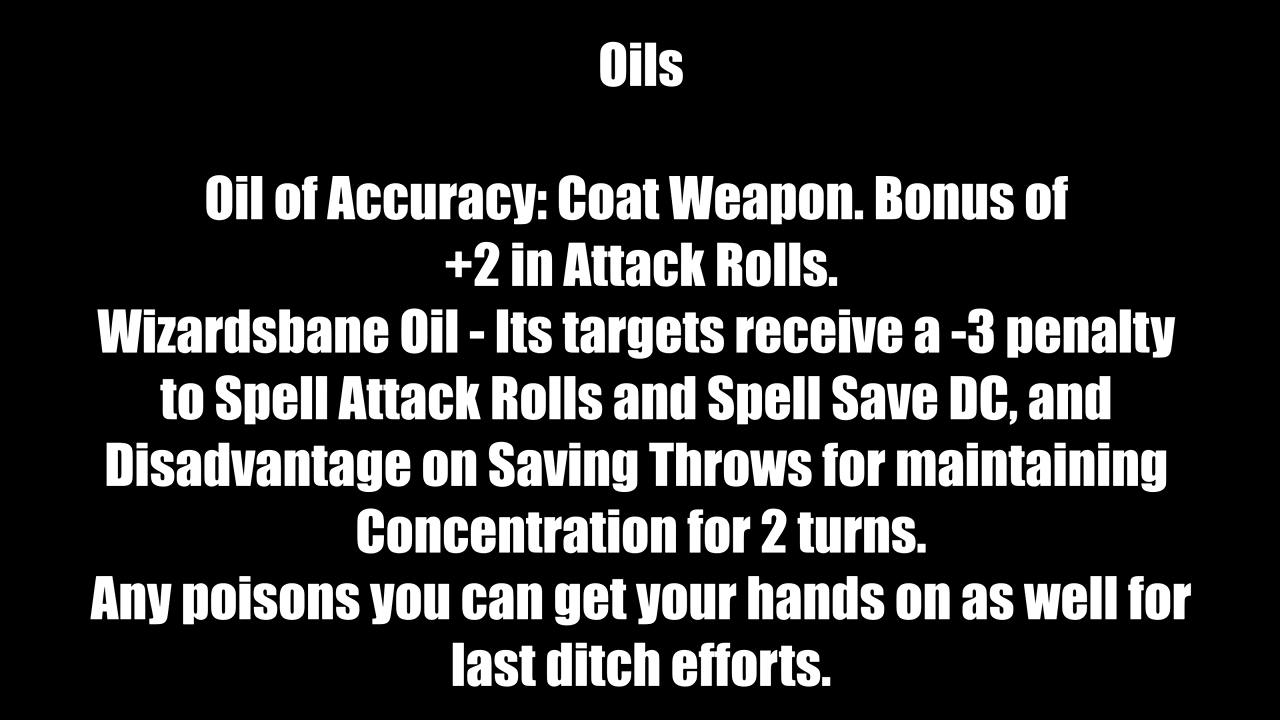 Oils
Oil of Accuracy: Coat Weapon. Bonus of
+2 in Attack Rolls.
Wizardsbane Oil - Its targets receive a -3 penalty
to Spell Attack Rolls and Spell Save DC, and
Disadvantage on Saving Throws for maintaining
Concentration for 2 turns.
Any poisons you can get your hands on as well for
last ditch efforts.